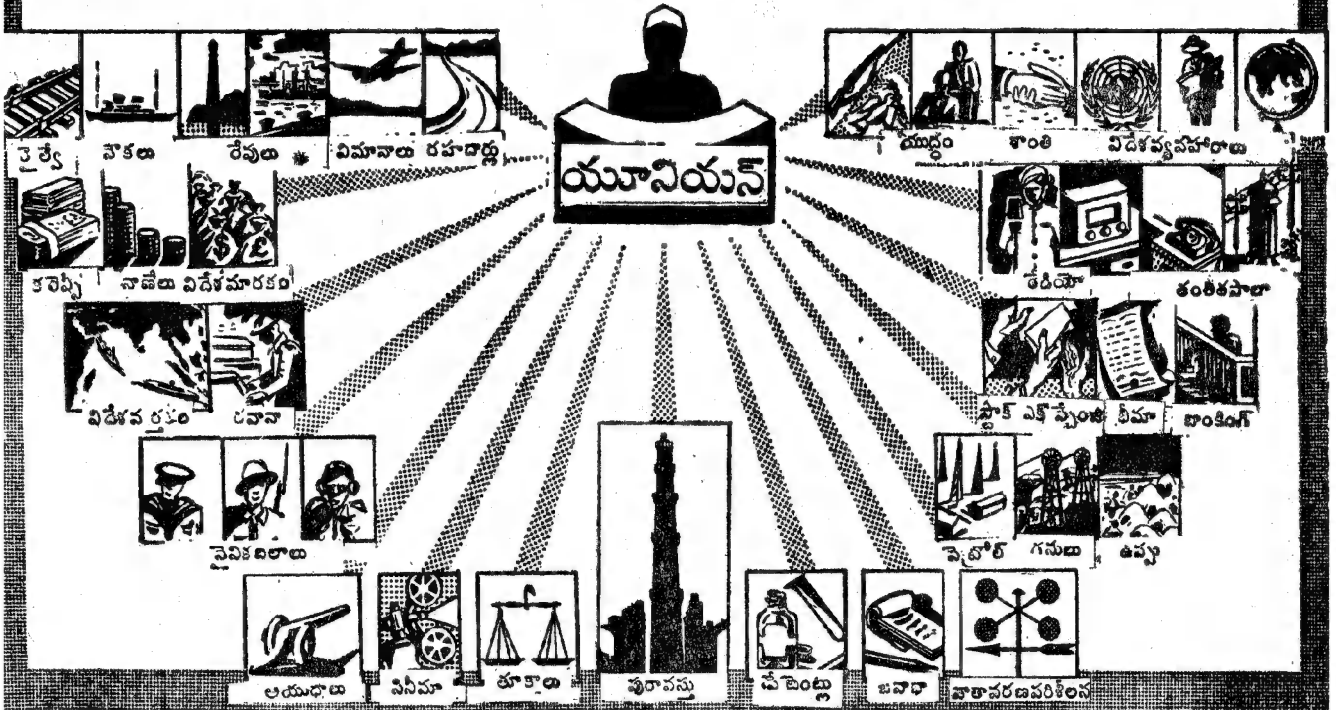 యూనియన్
రైల్వే నౌకలు రేవులు * విమానాలు రహదార్లు
యుద్ధం శాంతి విదేశవ్యవహారాలు
కరెన్సీ నాణేలు విదేశమారకం
రేడియో తంతితపాలా
విదేశవర్తకం రవాణా
స్టాక్ ఎక్స్ఛేంజి బీమా బాంకింగ్
సైనికదలాలు
పెట్రోల్ గనులు ఉప్పు
ఆయుధాలు సినీమా తూకాలు పురావస్తు పేటెంట్లు జనాభా వాతావరణపరిశీలన